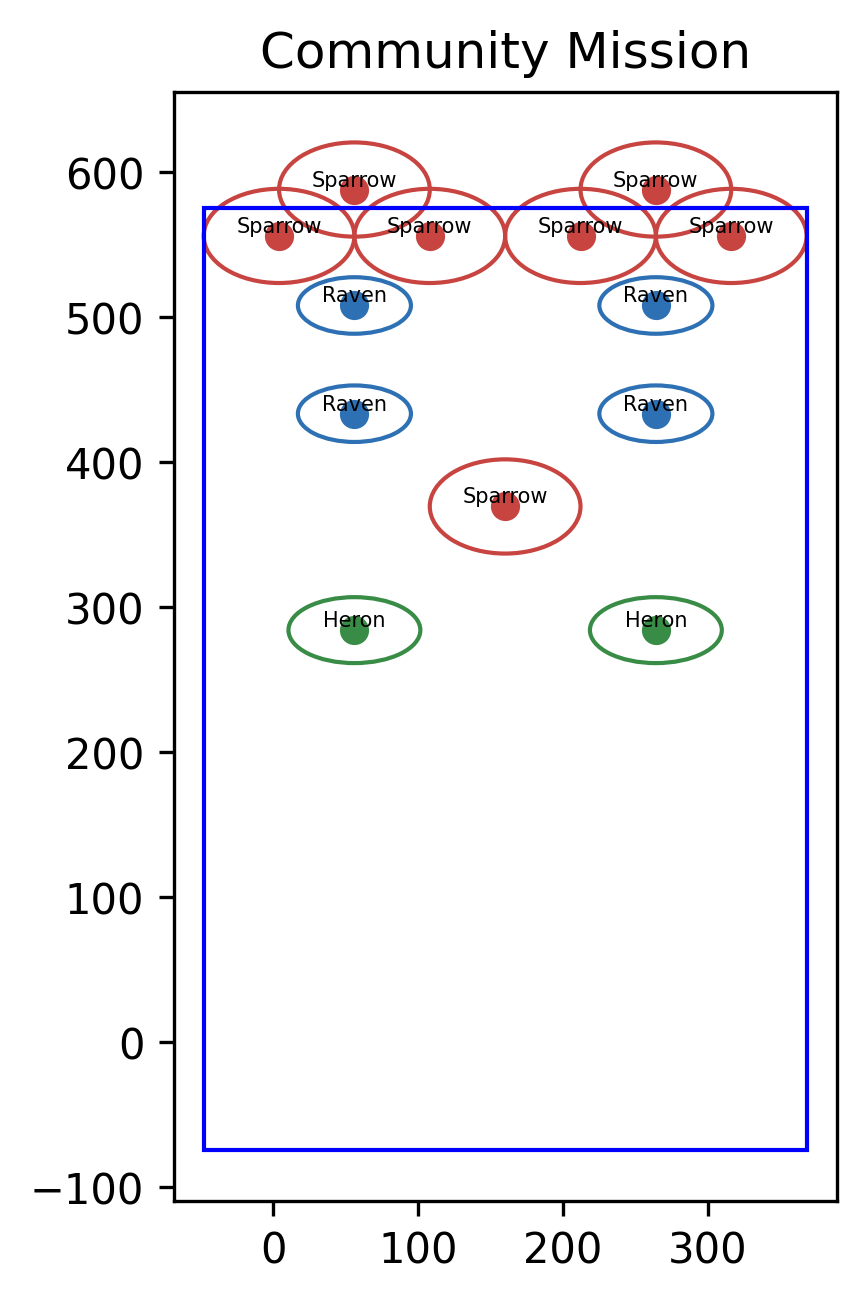 Community Mission
600
500
400
300
200
100
0
−100
Sparrow Sparrow
Sparrow Sparrow Sparrow Sparrow
Raven Raven
Raven Raven
Sparrow
Heron Heron
0 100 200 300